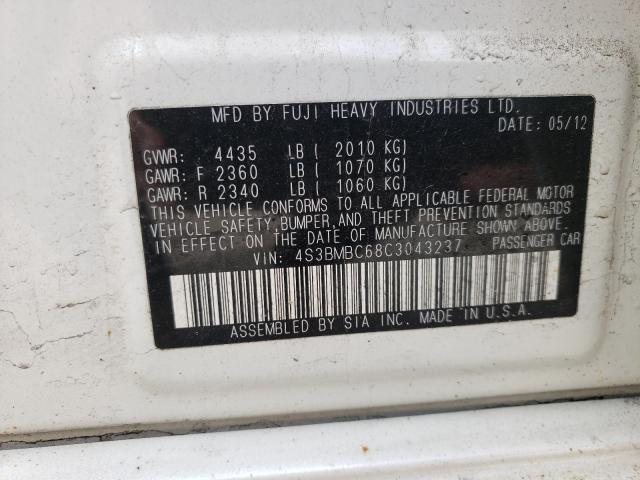 MFD BY FUJI HEAVY INDUSTRIES LTD.
DATE: 05/12
GVWR: 4435 LB ( 2010 KG)
GAWR: F 2360 LB ( 1070 KG)
GAWR: R 2340 LB ( 1060 KG)
THIS VEHICLE CONFORMS TO ALL APPLICABLE FEDERAL MOTOR
VEHICLE SAFETY,BUMPER,AND THEFT PREVENTION STANDARDS
IN EFFECT ON THE DATE OF MANUFACTURE SHOWN ABOVE.
VIN: 4S3BMBC68C3043237 PASSENGER CAR
ASSEMBLED BY SIA INC. MADE IN U.S.A.